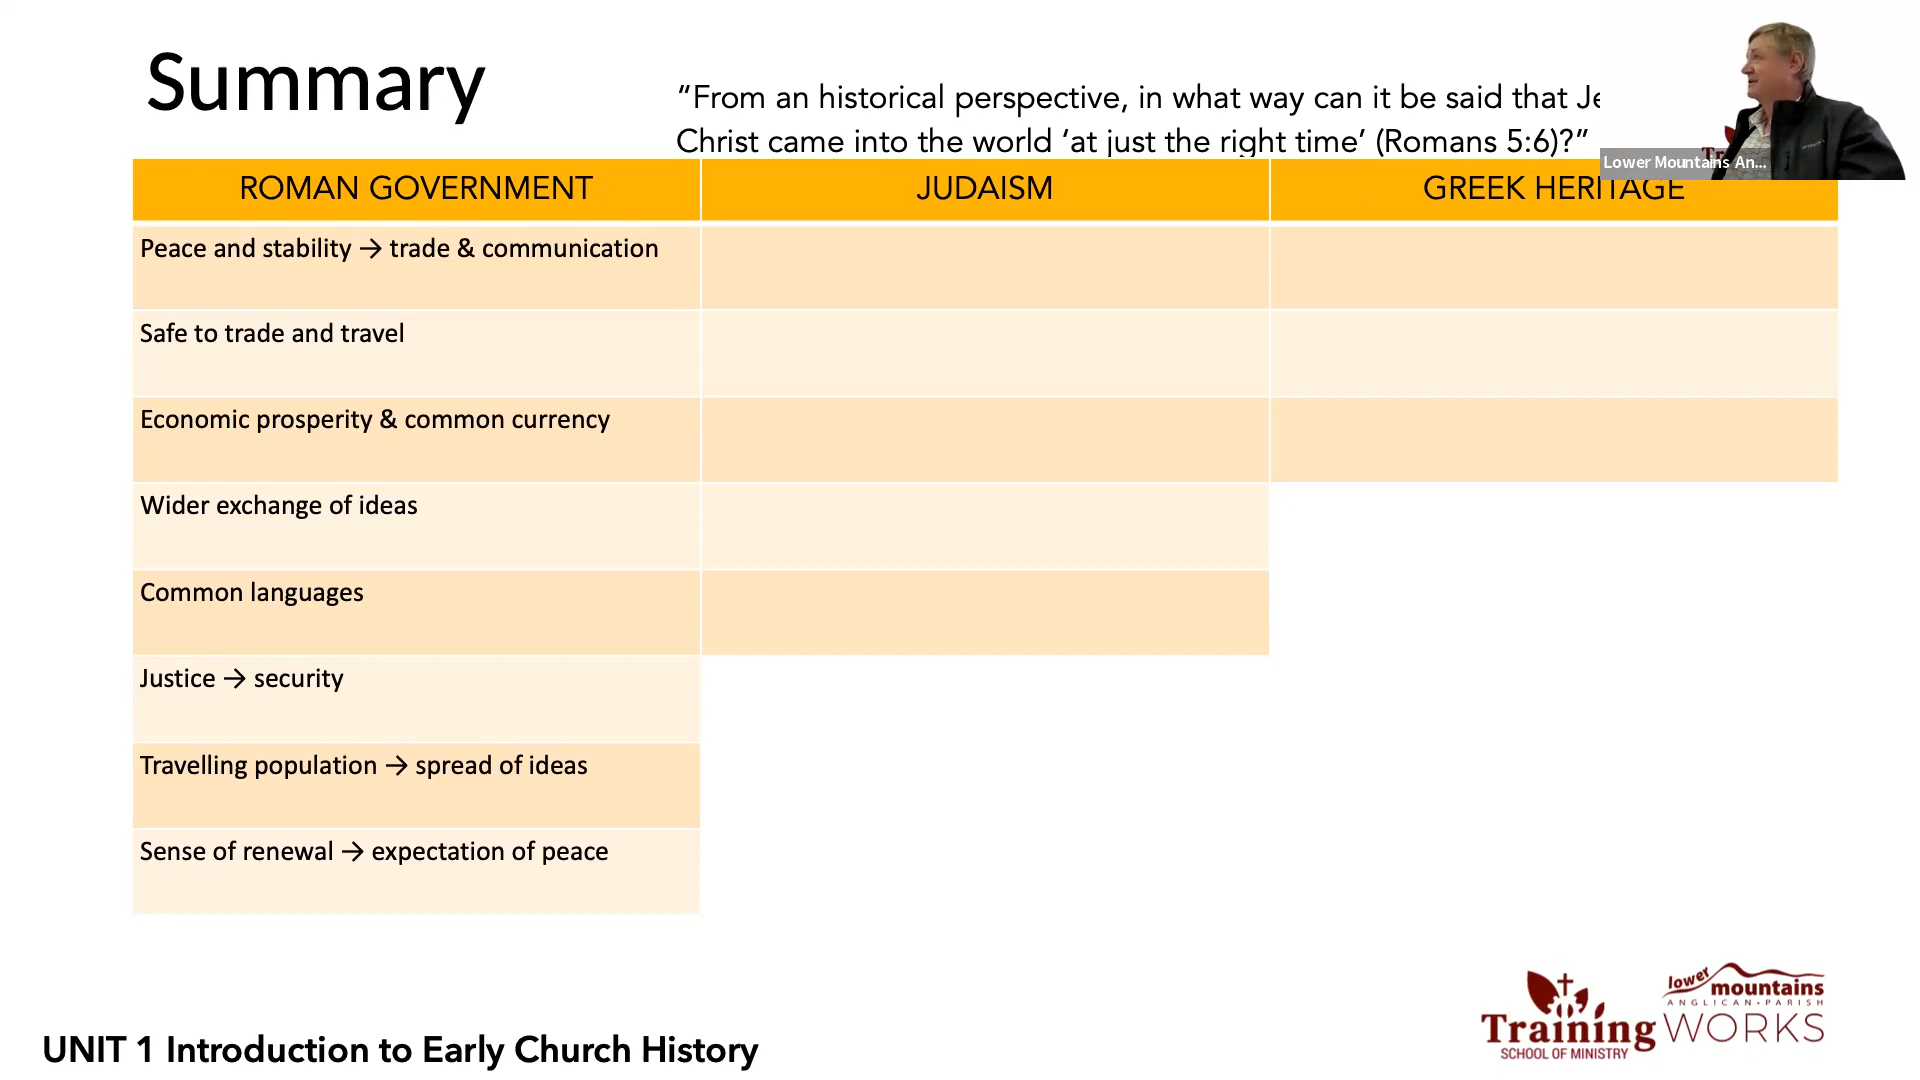 Summary
“From an historical perspective, in what way can it be said that
Christ came into the world ‘at just the right time’ (Romans 5:6)?”
Lower Mountains An...
ROMAN GOVERNMENT
JUDAISM
GREEK HERITAGE
Peace and stability → trade & communication
Safe to trade and travel
Economic prosperity & common currency
Wider exchange of ideas
Common languages
Justice → security
Travelling population → spread of ideas
Sense of renewal → expectation of peace
UNIT 1 Introduction to Early Church History
Training
SCHOOL OF MINISTRY
lower
mountains
ANGLICAN•PARISH
WORKS